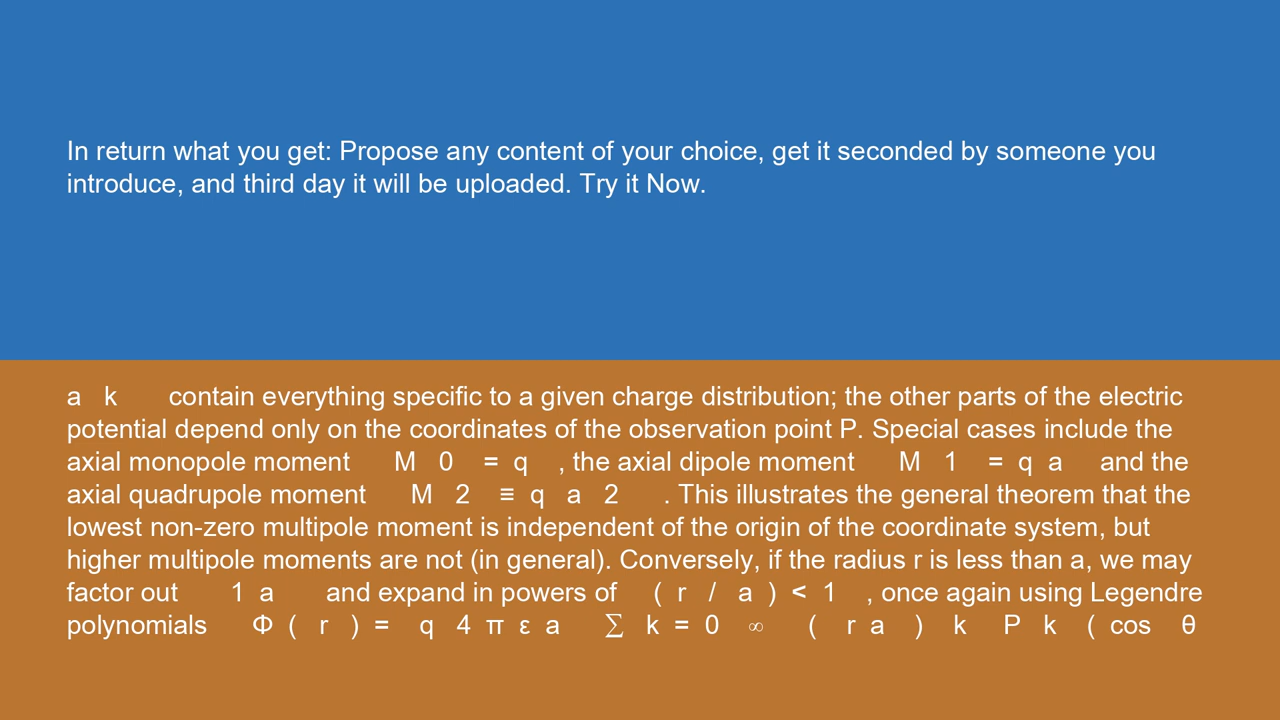 In return what you get: Propose any content of your choice, get it seconded by someone you
introduce, and third day it will be uploaded. Try it Now.
a k contain everything specific to a given charge distribution; the other parts of the electric
potential depend only on the coordinates of the observation point P. Special cases include the
axial monopole moment M 0 = q , the axial dipole moment M 1 = q a and the
axial quadrupole moment M 2 ≡ q a 2 . This illustrates the general theorem that the
lowest non-zero multipole moment is independent of the origin of the coordinate system, but
higher multipole moments are not (in general). Conversely, if the radius r is less than a, we may
factor out 1 a and expand in powers of ( r / a ) < 1 , once again using Legendre
polynomials Φ ( r ) = q 4 π ε a ∑ k = 0 ∞ ( r a ) k P k ( cos θ